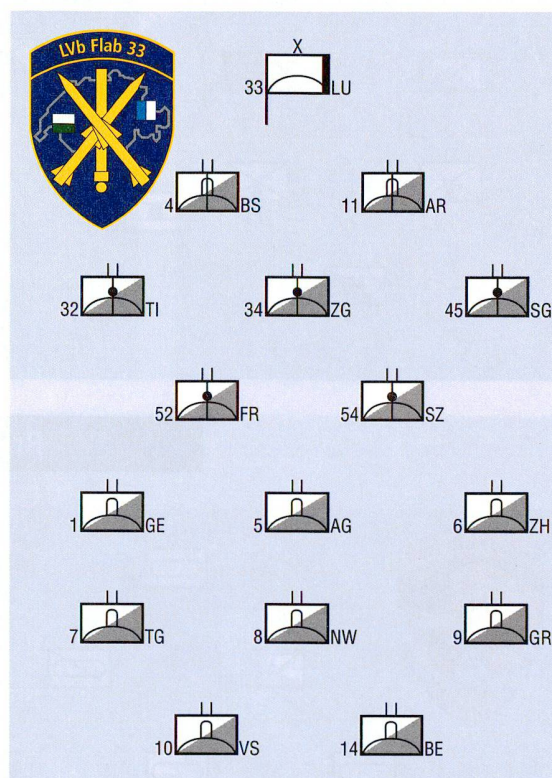 LVb Flab 33
X
33 LU
4 BS 11 AR
32 TI 34 ZG 45 SG
52 FR 54 SZ
1 GE 5 AG 6 ZH
7 TG 8 NW 9 GR
10 VS 14 BE